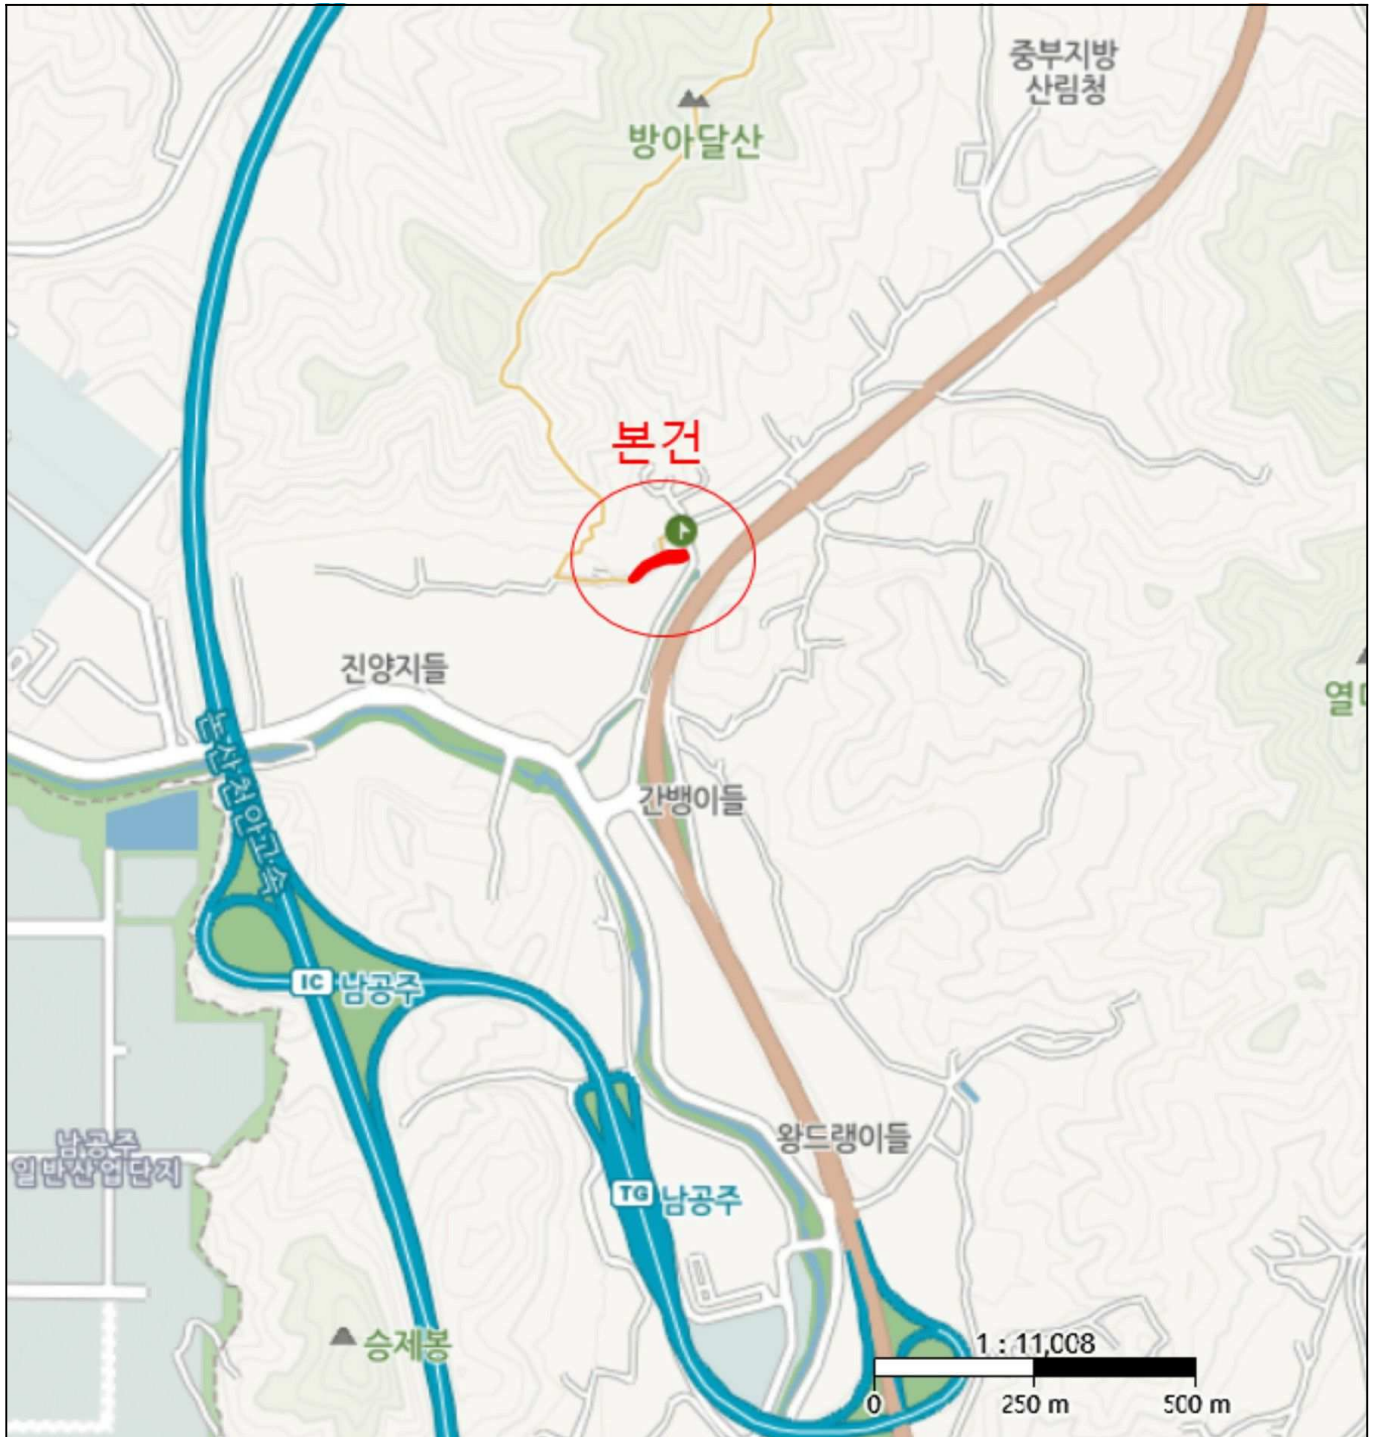 중부지방
산림청
방아달산
본건
진양지들
논산천안고속
간뱅이들
IC 남공주
왕드랭이들
남공주
일반산업단지
TG 남공주
승제봉
1 : 11,008
0 250 m 500 m